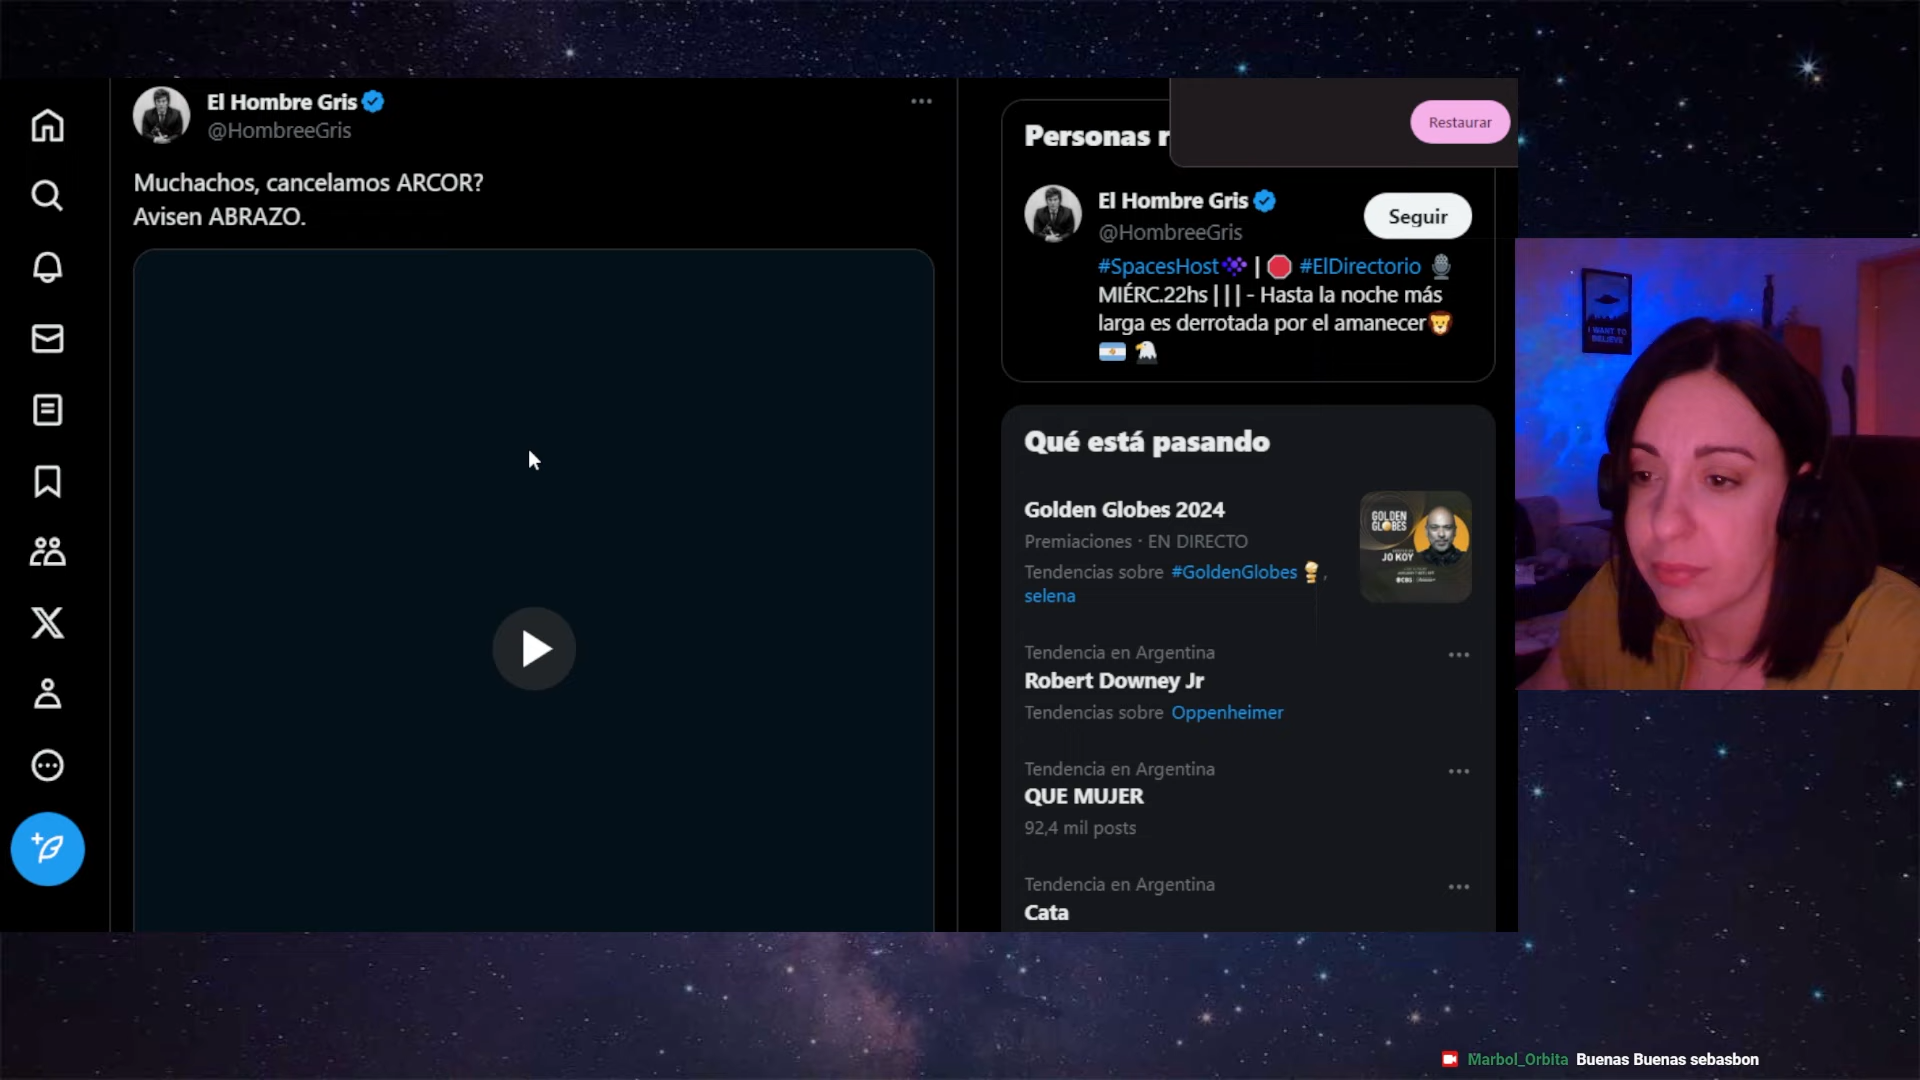 El Hombre Gris
@HombreeGris
Muchachos, cancelamos ARCOR?
Avisen ABRAZO.
Personas r
Restaurar
El Hombre Gris
@HombreeGris
Seguir
#SpacesHost | #ElDirectorio
MIÉRC.22hs | | | - Hasta la noche más
larga es derrotada por el amanecer
Qué está pasando
Golden Globes 2024
Premiaciones · EN DIRECTO
Tendencias sobre #GoldenGlobes ,
selena
GOLDEN
GLOBES
JO KOY
Tendencia en Argentina
Robert Downey Jr
Tendencias sobre Oppenheimer
Tendencia en Argentina
QUE MUJER
92,4 mil posts
Tendencia en Argentina
Cata
I WANT TO
BELIEVE
Marbol_Orbita Buenas Buenas sebasbon